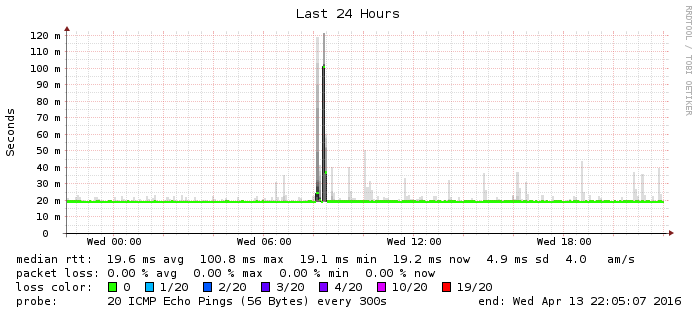 Last 24 Hours
RRDTOOL / TOBI OETIKER
Seconds
120 m
110 m
100 m
90 m
80 m
70 m
60 m
50 m
40 m
30 m
20 m
10 m
0
Wed 00:00 Wed 06:00 Wed 12:00 Wed 18:00
median rtt: 19.6 ms avg 100.8 ms max 19.1 ms min 19.2 ms now 4.9 ms sd 4.0 am/s
packet loss: 0.00 % avg 0.00 % max 0.00 % min 0.00 % now
loss color: 0 1/20 2/20 3/20 4/20 10/20 19/20
probe: 20 ICMP Echo Pings (56 Bytes) every 300s end: Wed Apr 13 22:05:07 2016